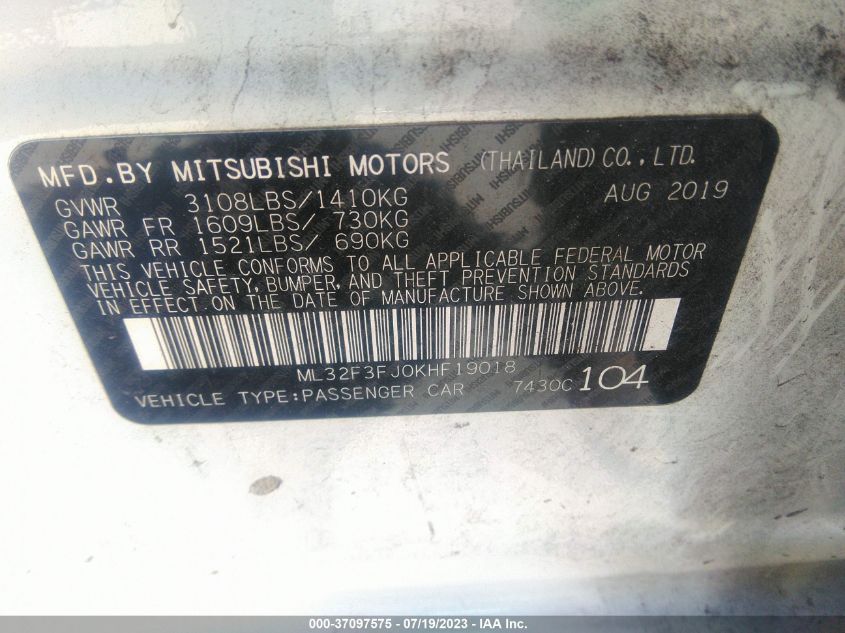 MFD.BY MITSUBISHI MOTORS (THAILAND) CO., LTD.
GVWR 3108LBS/1410KG AUG 2019
GAWR FR 1609LBS/ 730KG
GAWR RR 1521LBS/ 690KG
THIS VEHICLE CONFORMS TO ALL APPLICABLE FEDERAL MOTOR
VEHICLE SAFETY, BUMPER, AND THEFT PREVENTION STANDARDS
IN EFFECT ON THE DATE OF MANUFACTURE SHOWN ABOVE.
ML32F3FJ0KHF19018
VEHICLE TYPE:PASSENGER CAR 7430C 104
000-37097575 - 07/19/2023 - IAA Inc.